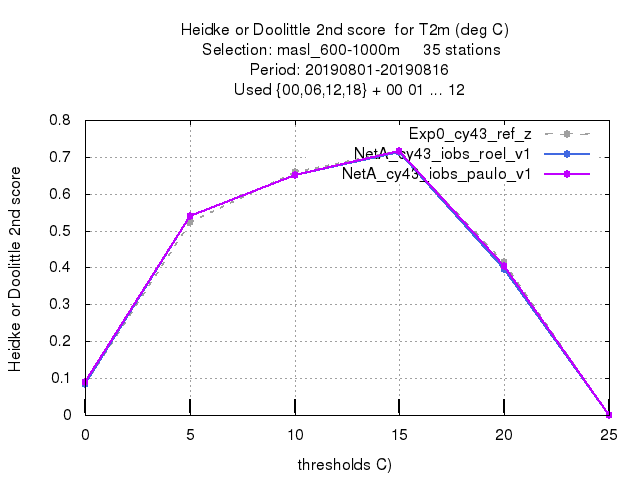 Heidke or Doolittle 2nd score  for T2m (deg C)
Selection: masl_600-1000m     35 stations
Period: 20190801-20190816
Used {00,06,12,18} + 00 01 ... 12
Exp0_cy43_ref_z
NetA_cy43_iobs_roel_v1
NetA_cy43_iobs_paulo_v1
Heidke or Doolittle 2nd score
0.8
0.7
0.6
0.5
0.4
0.3
0.2
0.1
0
0 5 10 15 20 25
thresholds C)